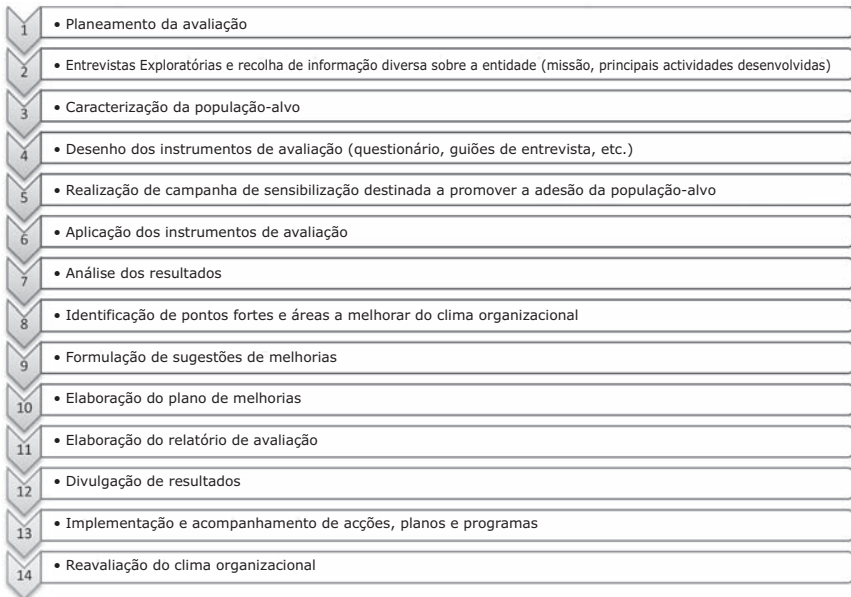 1 • Planeamento da avaliação
2 • Entrevistas Exploratórias e recolha de informação diversa sobre a entidade (missão, principais actividades desenvolvidas)
3 • Caracterização da população-alvo
4 • Desenho dos instrumentos de avaliação (questionário, guiões de entrevista, etc.)
5 • Realização de campanha de sensibilização destinada a promover a adesão da população-alvo
6 • Aplicação dos instrumentos de avaliação
7 • Análise dos resultados
8 • Identificação de pontos fortes e áreas a melhorar do clima organizacional
9 • Formulação de sugestões de melhorias
10 • Elaboração do plano de melhorias
11 • Elaboração do relatório de avaliação
12 • Divulgação de resultados
13 • Implementação e acompanhamento de acções, planos e programas
14 • Reavaliação do clima organizacional